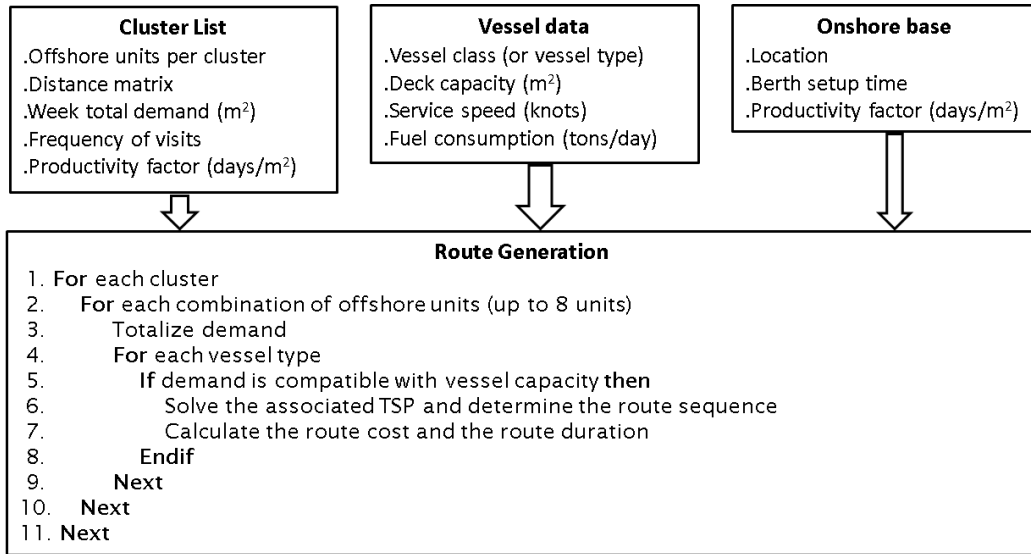 Cluster List
.Offshore units per cluster
.Distance matrix
.Week total demand (m²)
.Frequency of visits
.Productivity factor (days/m²)
Vessel data
.Vessel class (or vessel type)
.Deck capacity (m²)
.Service speed (knots)
.Fuel consumption (tons/day)
Onshore base
.Location
.Berth setup time
.Productivity factor (days/m²)
Route Generation
1. For each cluster
2. For each combination of offshore units (up to 8 units)
3. Totalize demand
4. For each vessel type
5. If demand is compatible with vessel capacity then
6. Solve the associated TSP and determine the route sequence
7. Calculate the route cost and the route duration
8. Endif
9. Next
10. Next
11. Next